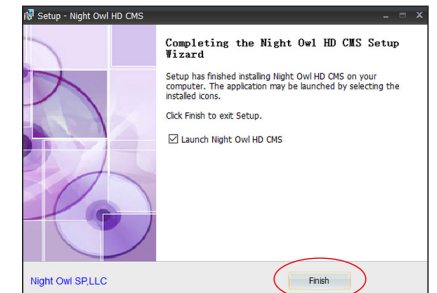 Setup - Night Owl HD CMS
Completing the Night Owl HD CMS Setup
Wizard
Setup has finished installing Night Owl HD CMS on your
computer. The application may be launched by selecting the
installed icons.
Click Finish to exit Setup.
Launch Night Owl HD CMS
Night Owl SP,LLC
Finish